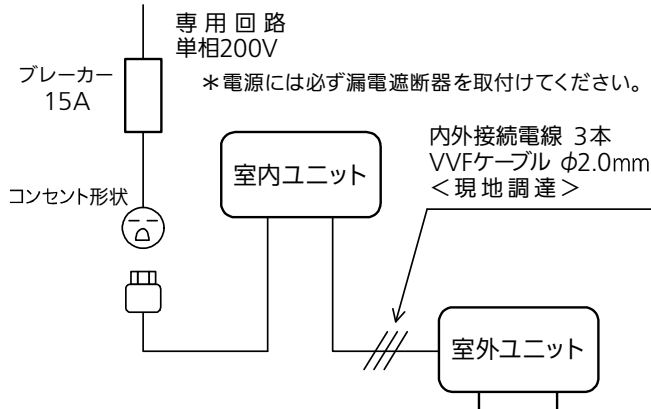 専用回路
単相200V
＊電源には必ず漏電遮断器を取付けてください。
ブレーカー
15A
内外接続電線 3本
VVFケーブル φ2.0mm
＜現地調達＞
室内ユニット
コンセント形状
室外ユニット